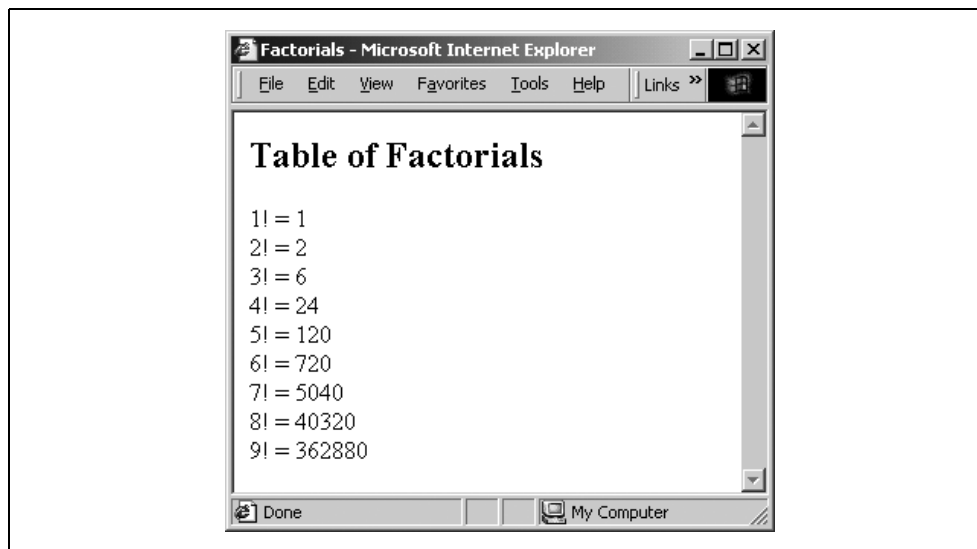 Factorials - Microsoft Internet Explorer
File Edit View Favorites Tools Help Links »
Table of Factorials
1! = 1
2! = 2
3! = 6
4! = 24
5! = 120
6! = 720
7! = 5040
8! = 40320
9! = 362880
Done My Computer